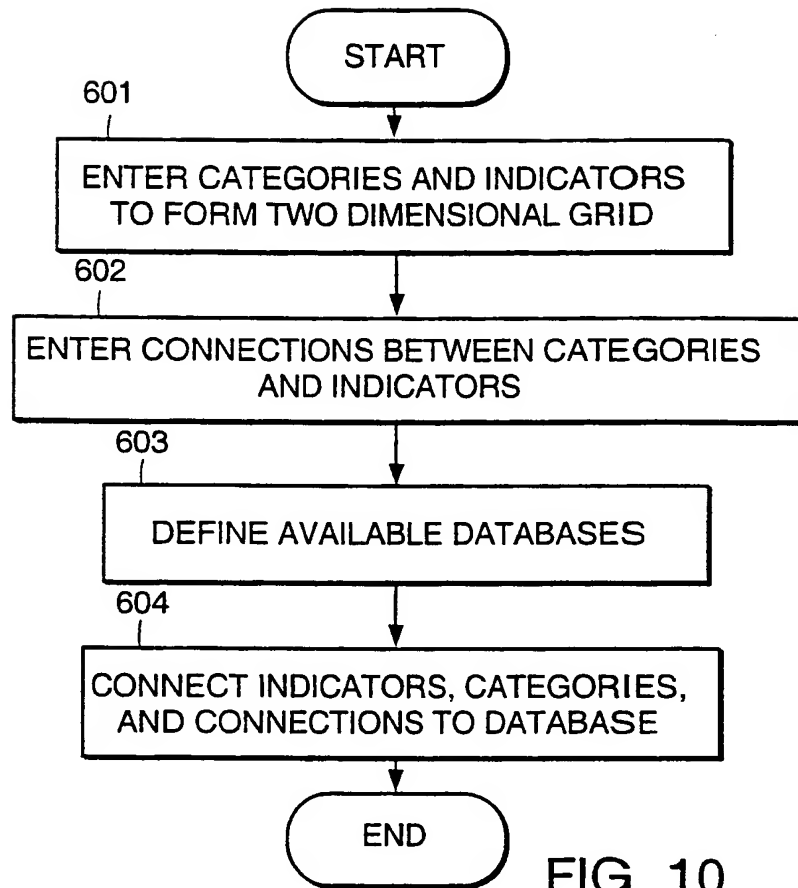 START
601
ENTER CATEGORIES AND INDICATORS
TO FORM TWO DIMENSIONAL GRID
602
ENTER CONNECTIONS BETWEEN CATEGORIES
AND INDICATORS
603
DEFINE AVAILABLE DATABASES
604
CONNECT INDICATORS, CATEGORIES,
AND CONNECTIONS TO DATABASE
END
FIG. 10